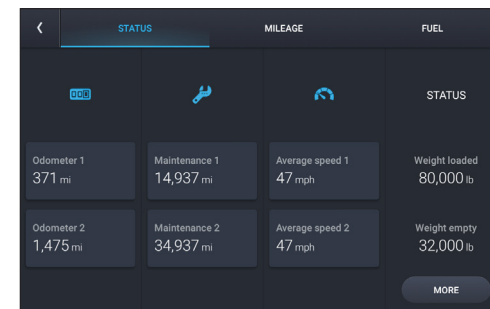 STATUS MILEAGE FUEL
STATUS
Odometer 1 Maintenance 1 Average speed 1 Weight loaded
371 mi 14,937 mi 47 mph 80,000 lb
Odometer 2 Maintenance 2 Average speed 2 Weight empty
1,475 mi 34,937 mi 47 mph 32,000 lb
MORE